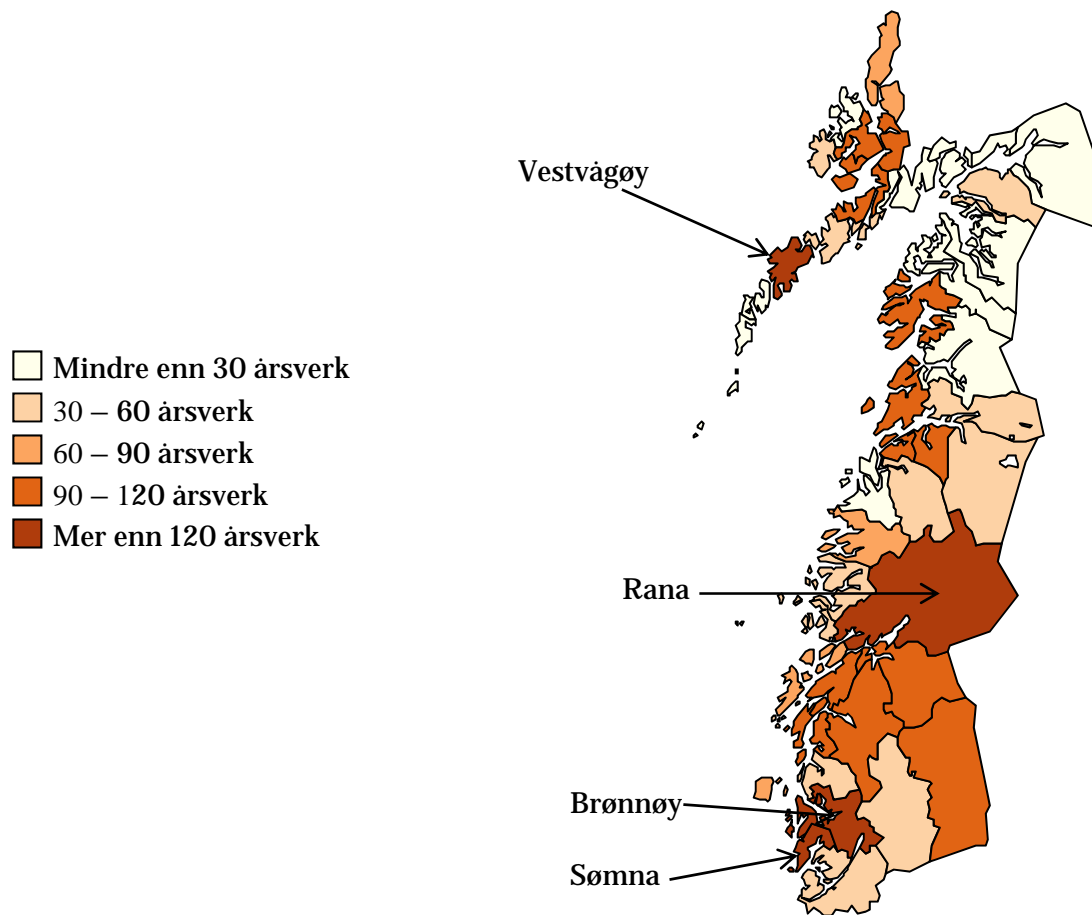 Vestvågøy
Mindre enn 30 årsverk
30 – 60 årsverk
60 – 90 årsverk
90 – 120 årsverk
Mer enn 120 årsverk
Rana
Brønnøy
Sømna